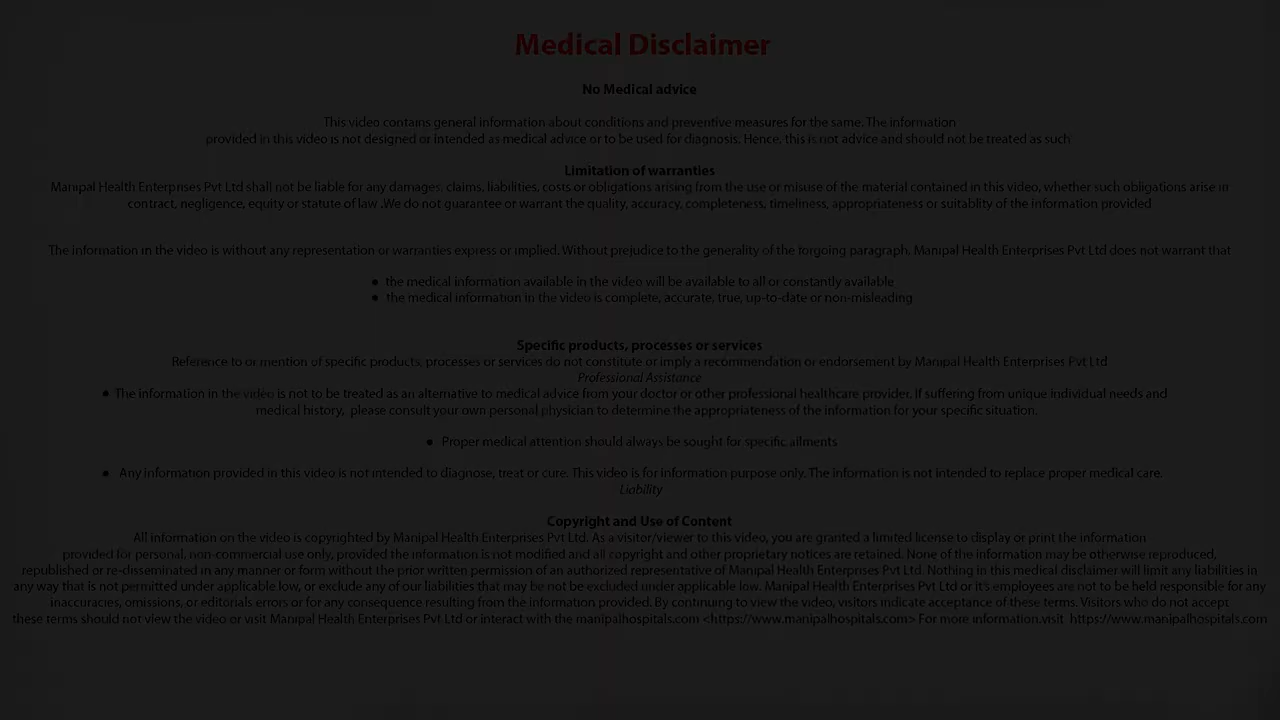 Medical Disclaimer
No Medical advice
This video contains general information about conditions and preventive measures for the same. The information
provided in this video is not designed or intended as medical advice or to be used for diagnosis. Hence, this is not advice and should not be treated as such
Limitation of warranties
Manipal Health Enterprises Pvt Ltd shall not be liable for any damages, claims, liabilities, costs or obligations arising from the use or misuse of the material contained in this video, whether such obligations arise in
contract, negligence, equity or statute of law .We do not guarantee or warrant the quality, accuracy, completeness, timeliness, appropriateness or suitablity of the information provided
The information in the video is without any representation or warranties express or implied. Without prejudice to the generality of the forgoing paragraph. Manipal Health Enterprises Pvt Ltd does not warrant that
● the medical information available in the video will be available to all or constantly available
● the medical information in the video is complete, accurate, true, up-to-date or non-misleading
Specific products, processes or services
Reference to or mention of specific products, processes or services do not constitute or imply a recommendation or endorsement by Manipal Health Enterprises Pvt Ltd
Professional Assistance
● The information in the video is not to be treated as an alternative to medical advice from your doctor or other professional healthcare provider. If suffering from unique individual needs and
medical history, please consult your own personal physician to determine the appropriateness of the information for your specific situation.
● Proper medical attention should always be sought for specific ailments
● Any information provided in this video is not intended to diagnose, treat or cure. This video is for information purpose only. The information is not intended to replace proper medical care.
Liability
Copyright and Use of Content
All information on the video is copyrighted by Manipal Health Enterprises Pvt Ltd. As a visitor/viewer to this video, you are granted a limited license to display or print the information
provided for personal, non-commercial use only, provided the information is not modified and all copyright and other proprietary notices are retained. None of the information may be otherwise reproduced,
republished or re-disseminated in any manner or form without the prior written permission of an authorized representative of Manipal Health Enterprises Pvt Ltd. Nothing in this medical disclaimer will limit any liabilities in
any way that is not permitted under applicable low, or exclude any of our liabilities that may be not be excluded under applicable low. Manipal Health Enterprises Pvt Ltd or it's employees are not to be held responsible for any
inaccuracies, omissions, or editorials errors or for any consequence resulting from the information provided. By continuing to view the video, visitors indicate acceptance of these terms. Visitors who do not accept
these terms should not view the video or visit Manipal Health Enterprises Pvt Ltd or interact with the manipalhospitals.com <https://www.manipalhospitals.com> For more information.visit https://www.manipalhospitals.com